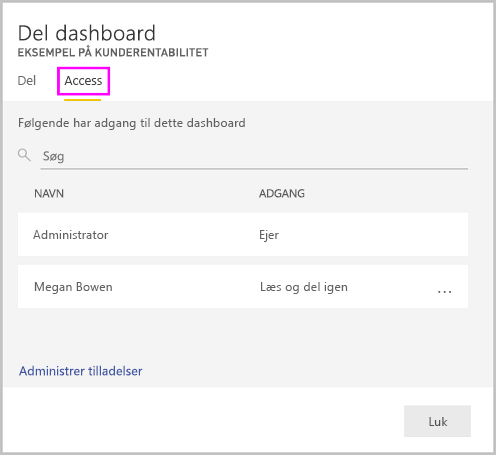 Del dashboard
EKSEMPEL PÅ KUNDERENTABILITET
Del Access
Følgende har adgang til dette dashboard
Søg
NAVN ADGANG
Administrator Ejer
Megan Bowen Læs og del igen ...
Administrer tilladelser
Luk